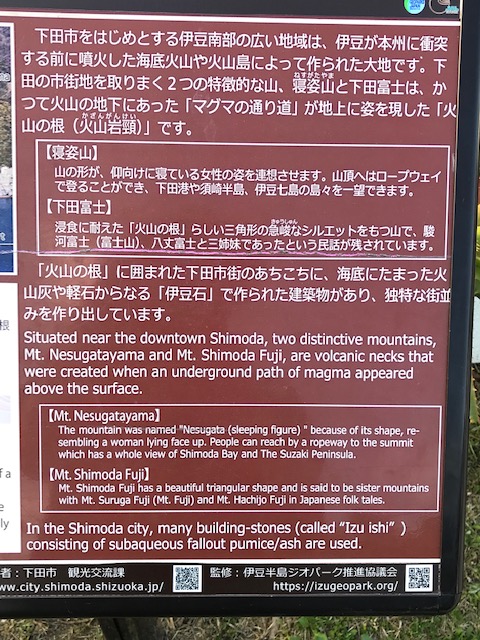 下田市をはじめとする伊豆南部の広い地域は、伊豆が本州に衝突
する前に噴火した海底火山や火山島によって作られた大地です。下
田の市街地を取りまく2つの特徴的な山、寝姿山と下田富士は、か
ねすがたやま
つて火山の地下にあった「マグマの通り道」が地上に姿を現した「火
山の根（火山岩頸）」です。
かざんがんけい
【寝姿山】
山の形が、仰向けに寝ている女性の姿を連想させます。山頂へはロープウェイ
で登ることができ、下田港や須崎半島、伊豆七島の島々を一望できます。
【下田富士】
浸食に耐えた「火山の根」らしい三角形の急峻なシルエットをもつ山で、駿
きゅうしゅん
河富士（富士山）、八丈富士と三姉妹であったという民話が残されています。
「火山の根」に囲まれた下田市街のあちこちに、海底にたまった火
山灰や軽石からなる「伊豆石」で作られた建築物があり、独特な街並
みを作り出しています。
Situated near the downtown Shimoda, two distinctive mountains,
Mt. Nesugatayama and Mt. Shimoda Fuji, are volcanic necks that
were created when an underground path of magma appeared
above the surface.
【Mt. Nesugatayama】
The mountain was named "Nesugata (sleeping figure) " because of its shape, re-
sembling a woman lying face up. People can reach by a ropeway to the summit
which has a whole view of Shimoda Bay and The Suzaki Peninsula.
【Mt. Shimoda Fuji】
Mt. Shimoda Fuji has a beautiful triangular shape and is said to be sister mountains
with Mt. Suruga Fuji (Mt. Fuji) and Mt. Hachijo Fuji in Japanese folk tales.
In the Shimoda city, many building-stones (called “Izu ishi” )
consisting of subaqueous fallout pumice/ash are used.
者：下田市 観光交流課
ww.city.shimoda.shizuoka.jp/
監修：伊豆半島ジオパーク推進協議会
https://izugeopark.org/